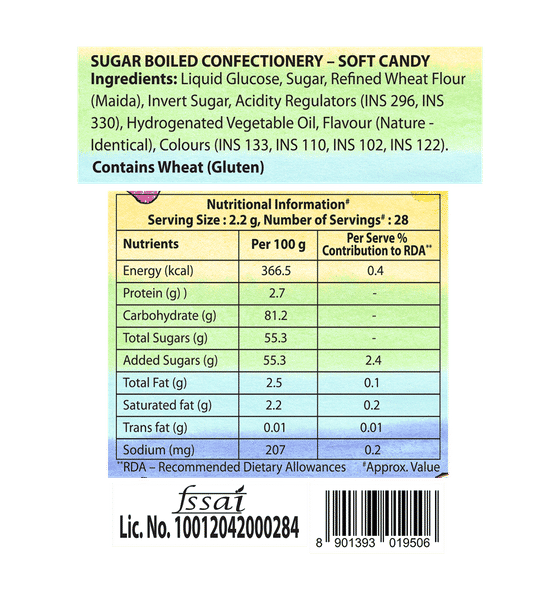 SUGAR BOILED CONFECTIONERY – SOFT CANDY
Ingredients: Liquid Glucose, Sugar, Refined Wheat Flour
(Maida), Invert Sugar, Acidity Regulators (INS 296, INS
330), Hydrogenated Vegetable Oil, Flavour (Nature -
Identical), Colours (INS 133, INS 110, INS 102, INS 122).
Contains Wheat (Gluten)
Nutritional Information#
Serving Size : 2.2 g, Number of Servings# : 28
Nutrients Per 100 g Per Serve % Contribution to RDA**
Energy (kcal) 366.5 0.4
Protein (g) ) 2.7 -
Carbohydrate (g) 81.2 -
Total Sugars (g) 55.3 -
Added Sugars (g) 55.3 2.4
Total Fat (g) 2.5 0.1
Saturated fat (g) 2.2 0.2
Trans fat (g) 0.01 0.01
Sodium (mg) 207 0.2
**RDA – Recommended Dietary Allowances #Approx. Value
fssai
Lic. No. 10012042000284
8 901393 019506